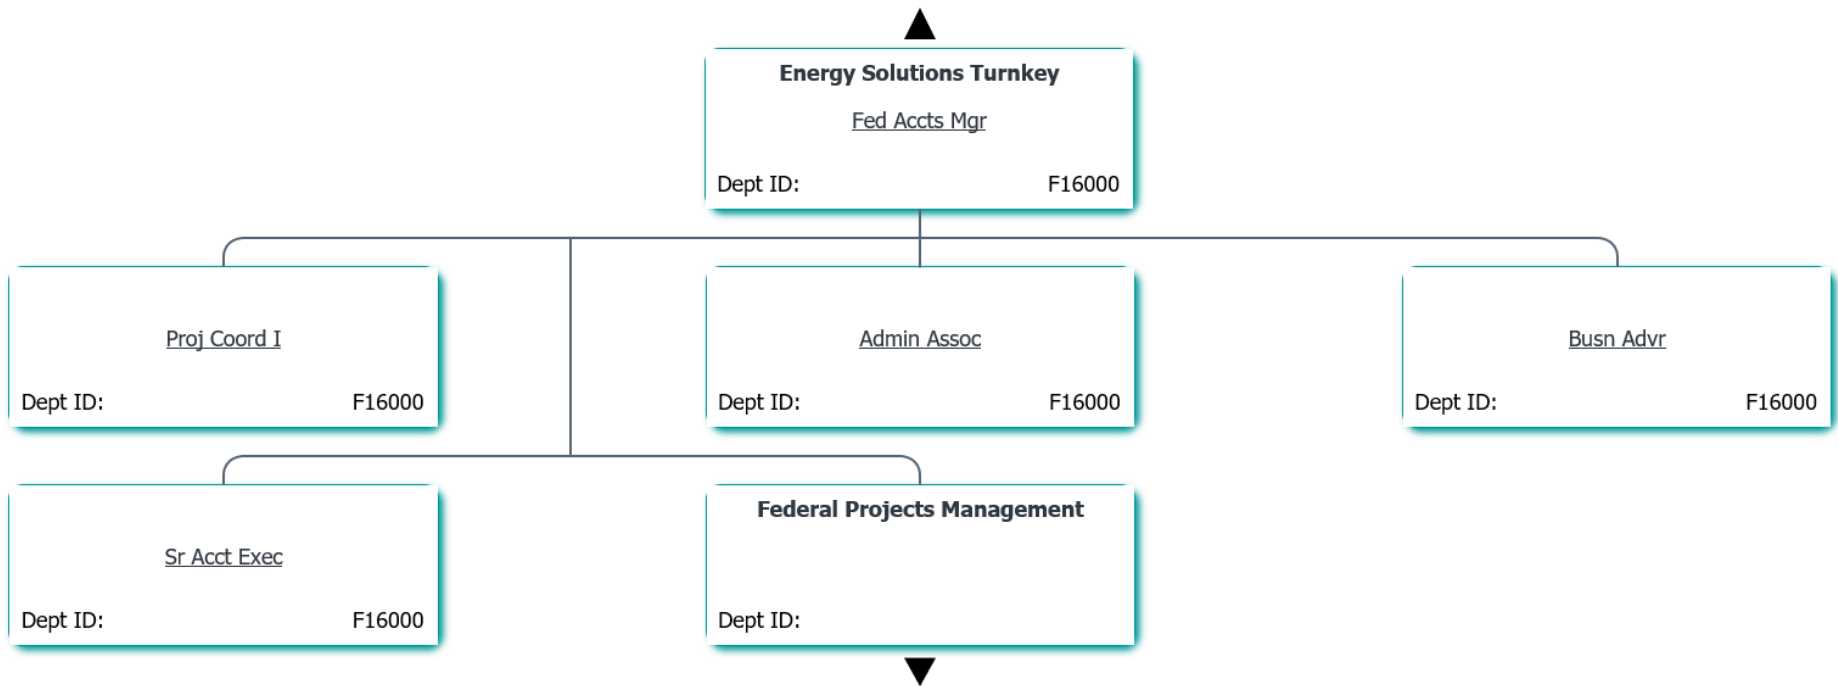 Energy Solutions Turnkey
Fed Accts Mgr
Dept ID: F16000
Proj Coord I
Dept ID: F16000
Admin Assoc
Dept ID: F16000
Busn Advr
Dept ID: F16000
Sr Acct Exec
Dept ID: F16000
Federal Projects Management
Dept ID: